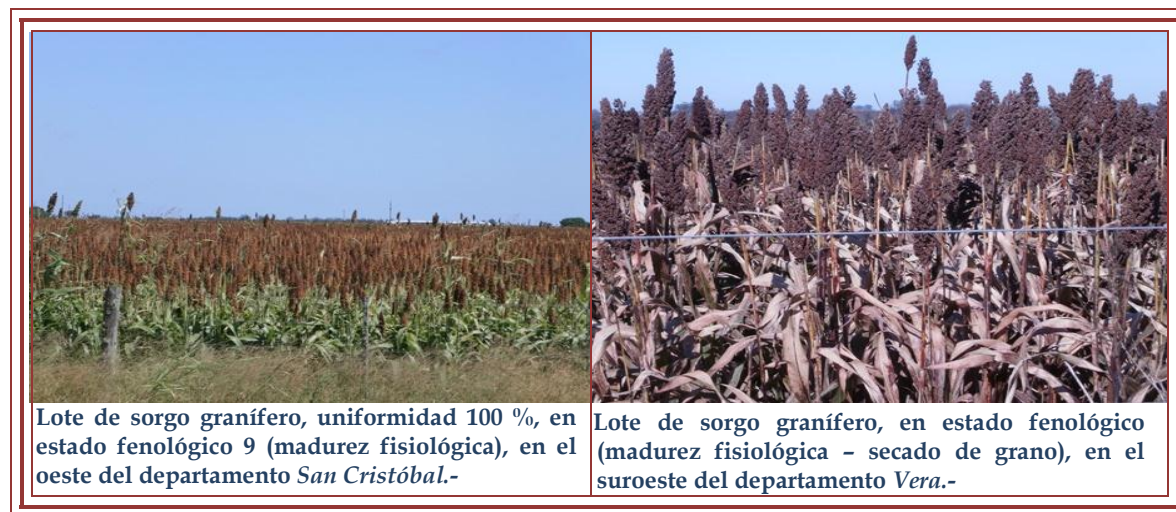 Lote de sorgo granífero, uniformidad 100 %, en
estado fenológico 9 (madurez fisiológica), en el
oeste del departamento San Cristóbal.-
Lote de sorgo granífero, en estado fenológico
(madurez fisiológica – secado de grano), en el
suroeste del departamento Vera.-